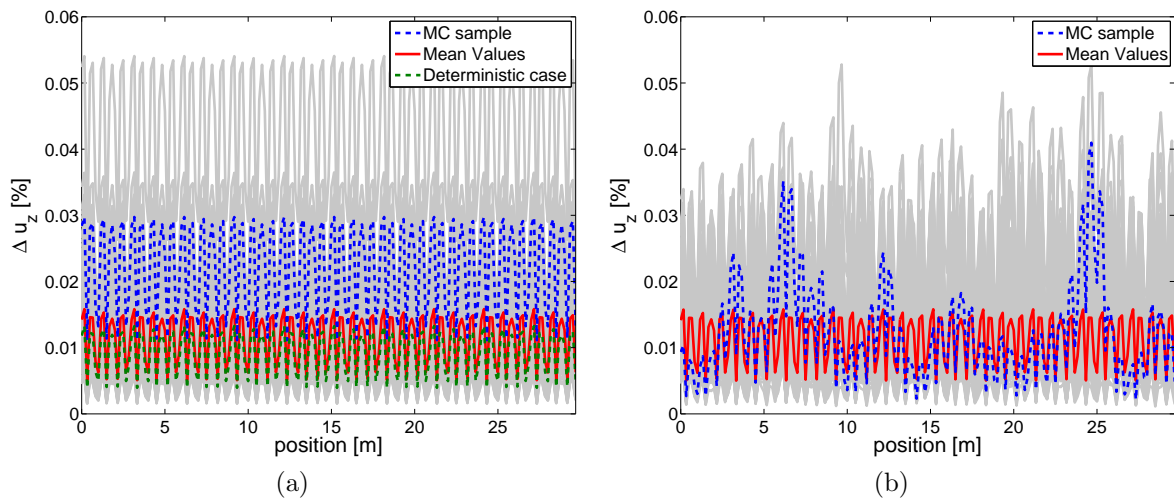 0.06
0.05
0.04
0.03
0.02
0.01
0
Δ u_z [%]
0 5 10 15 20 25
position [m]
MC sample
Mean Values
Deterministic case
(a)
0.06
0.05
0.04
0.03
0.02
0.01
0
Δ u_z [%]
0 5 10 15 20 25
position [m]
MC sample
Mean Values
(b)